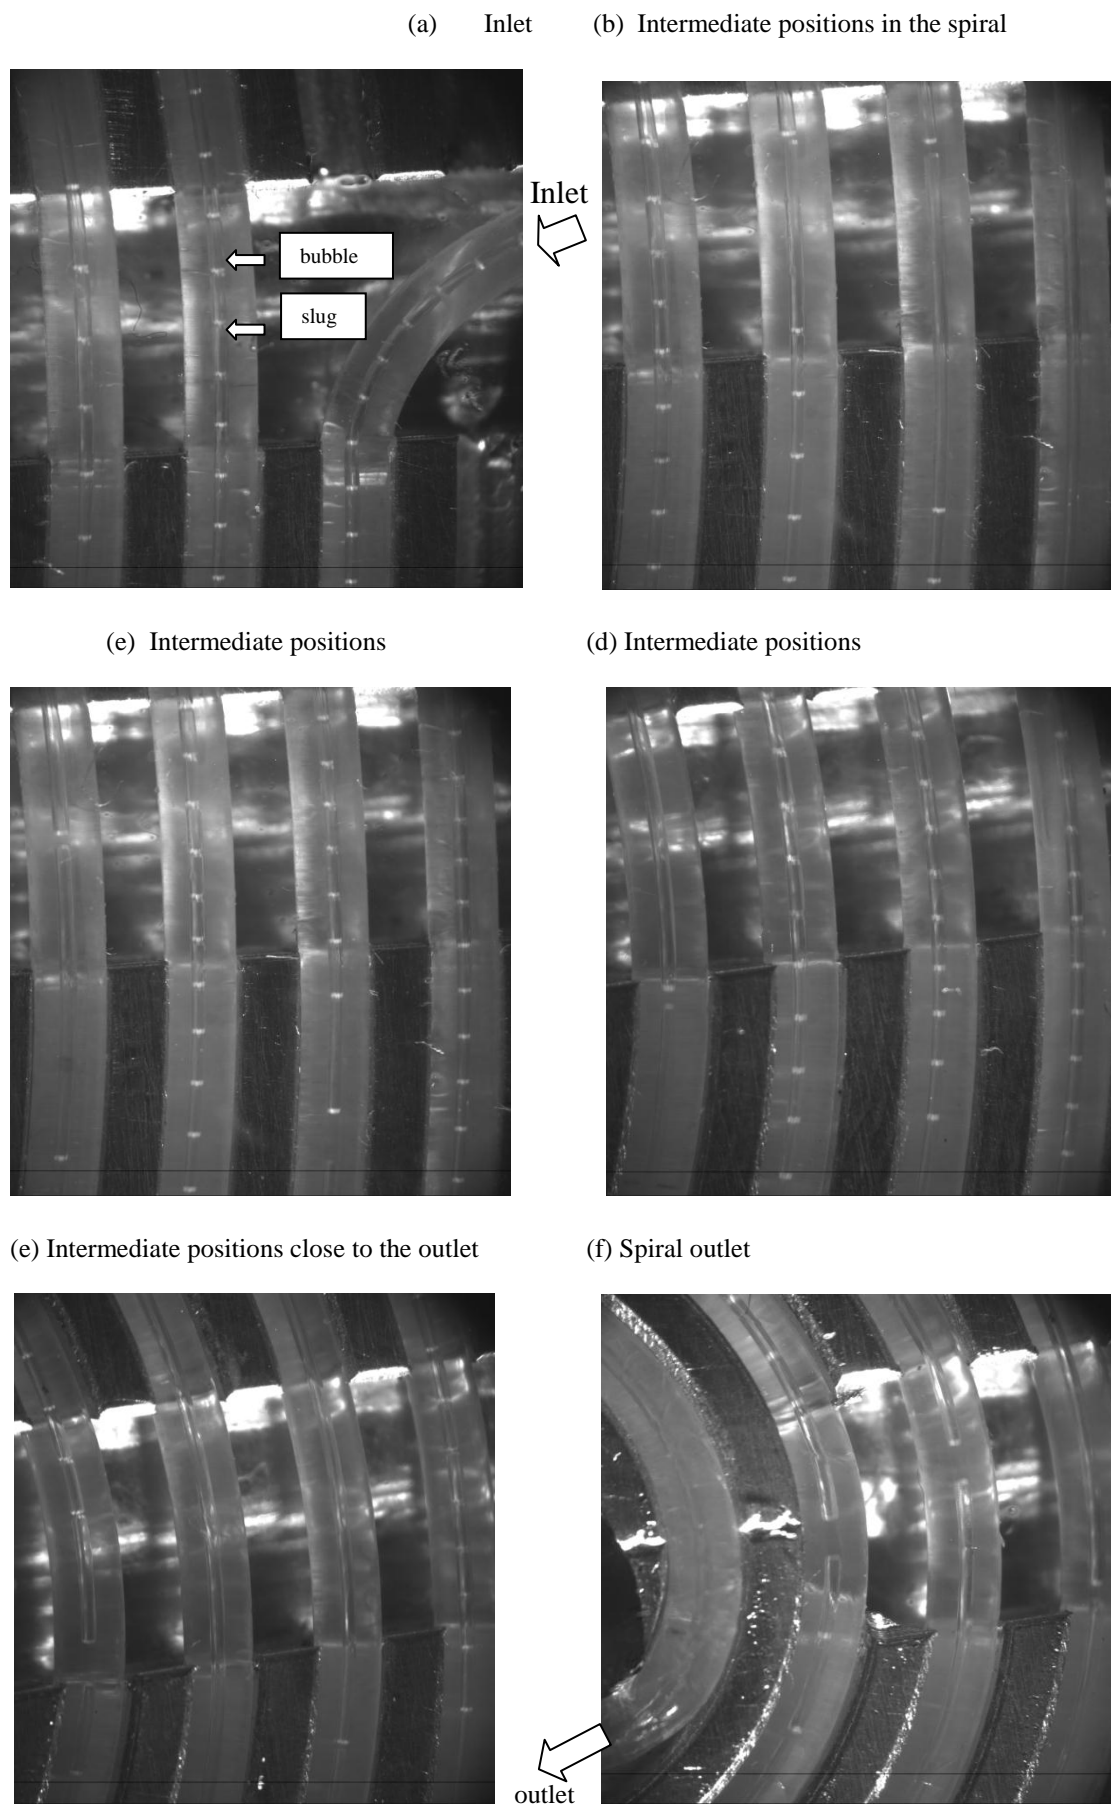 (a) Inlet (b) Intermediate positions in the spiral
Inlet
bubble
slug
(e) Intermediate positions (d) Intermediate positions
(e) Intermediate positions close to the outlet (f) Spiral outlet
outlet